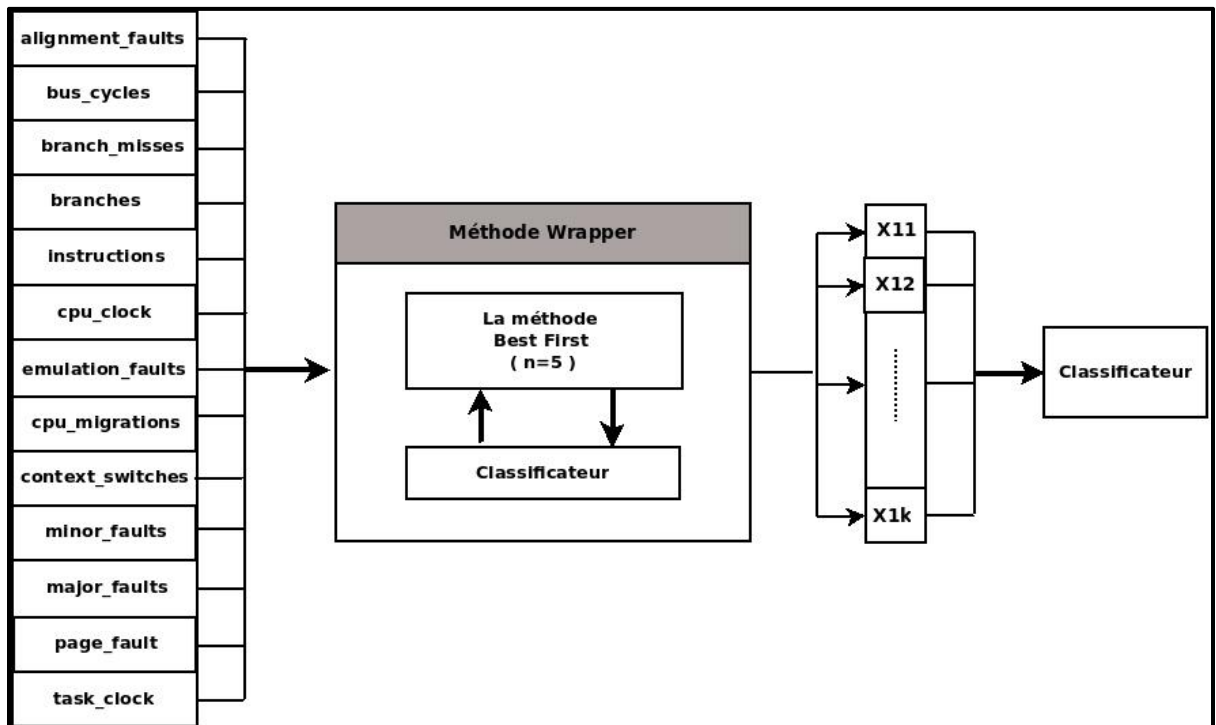 alignment_faults
bus_cycles
branch_misses
branches
instructions
cpu_clock
emulation_faults
cpu_migrations
context_switches
minor_faults
major_faults
page_fault
task_clock
Méthode Wrapper
La méthode
Best First
( n=5 )
Classificateur
X11
X12
X1k
Classificateur